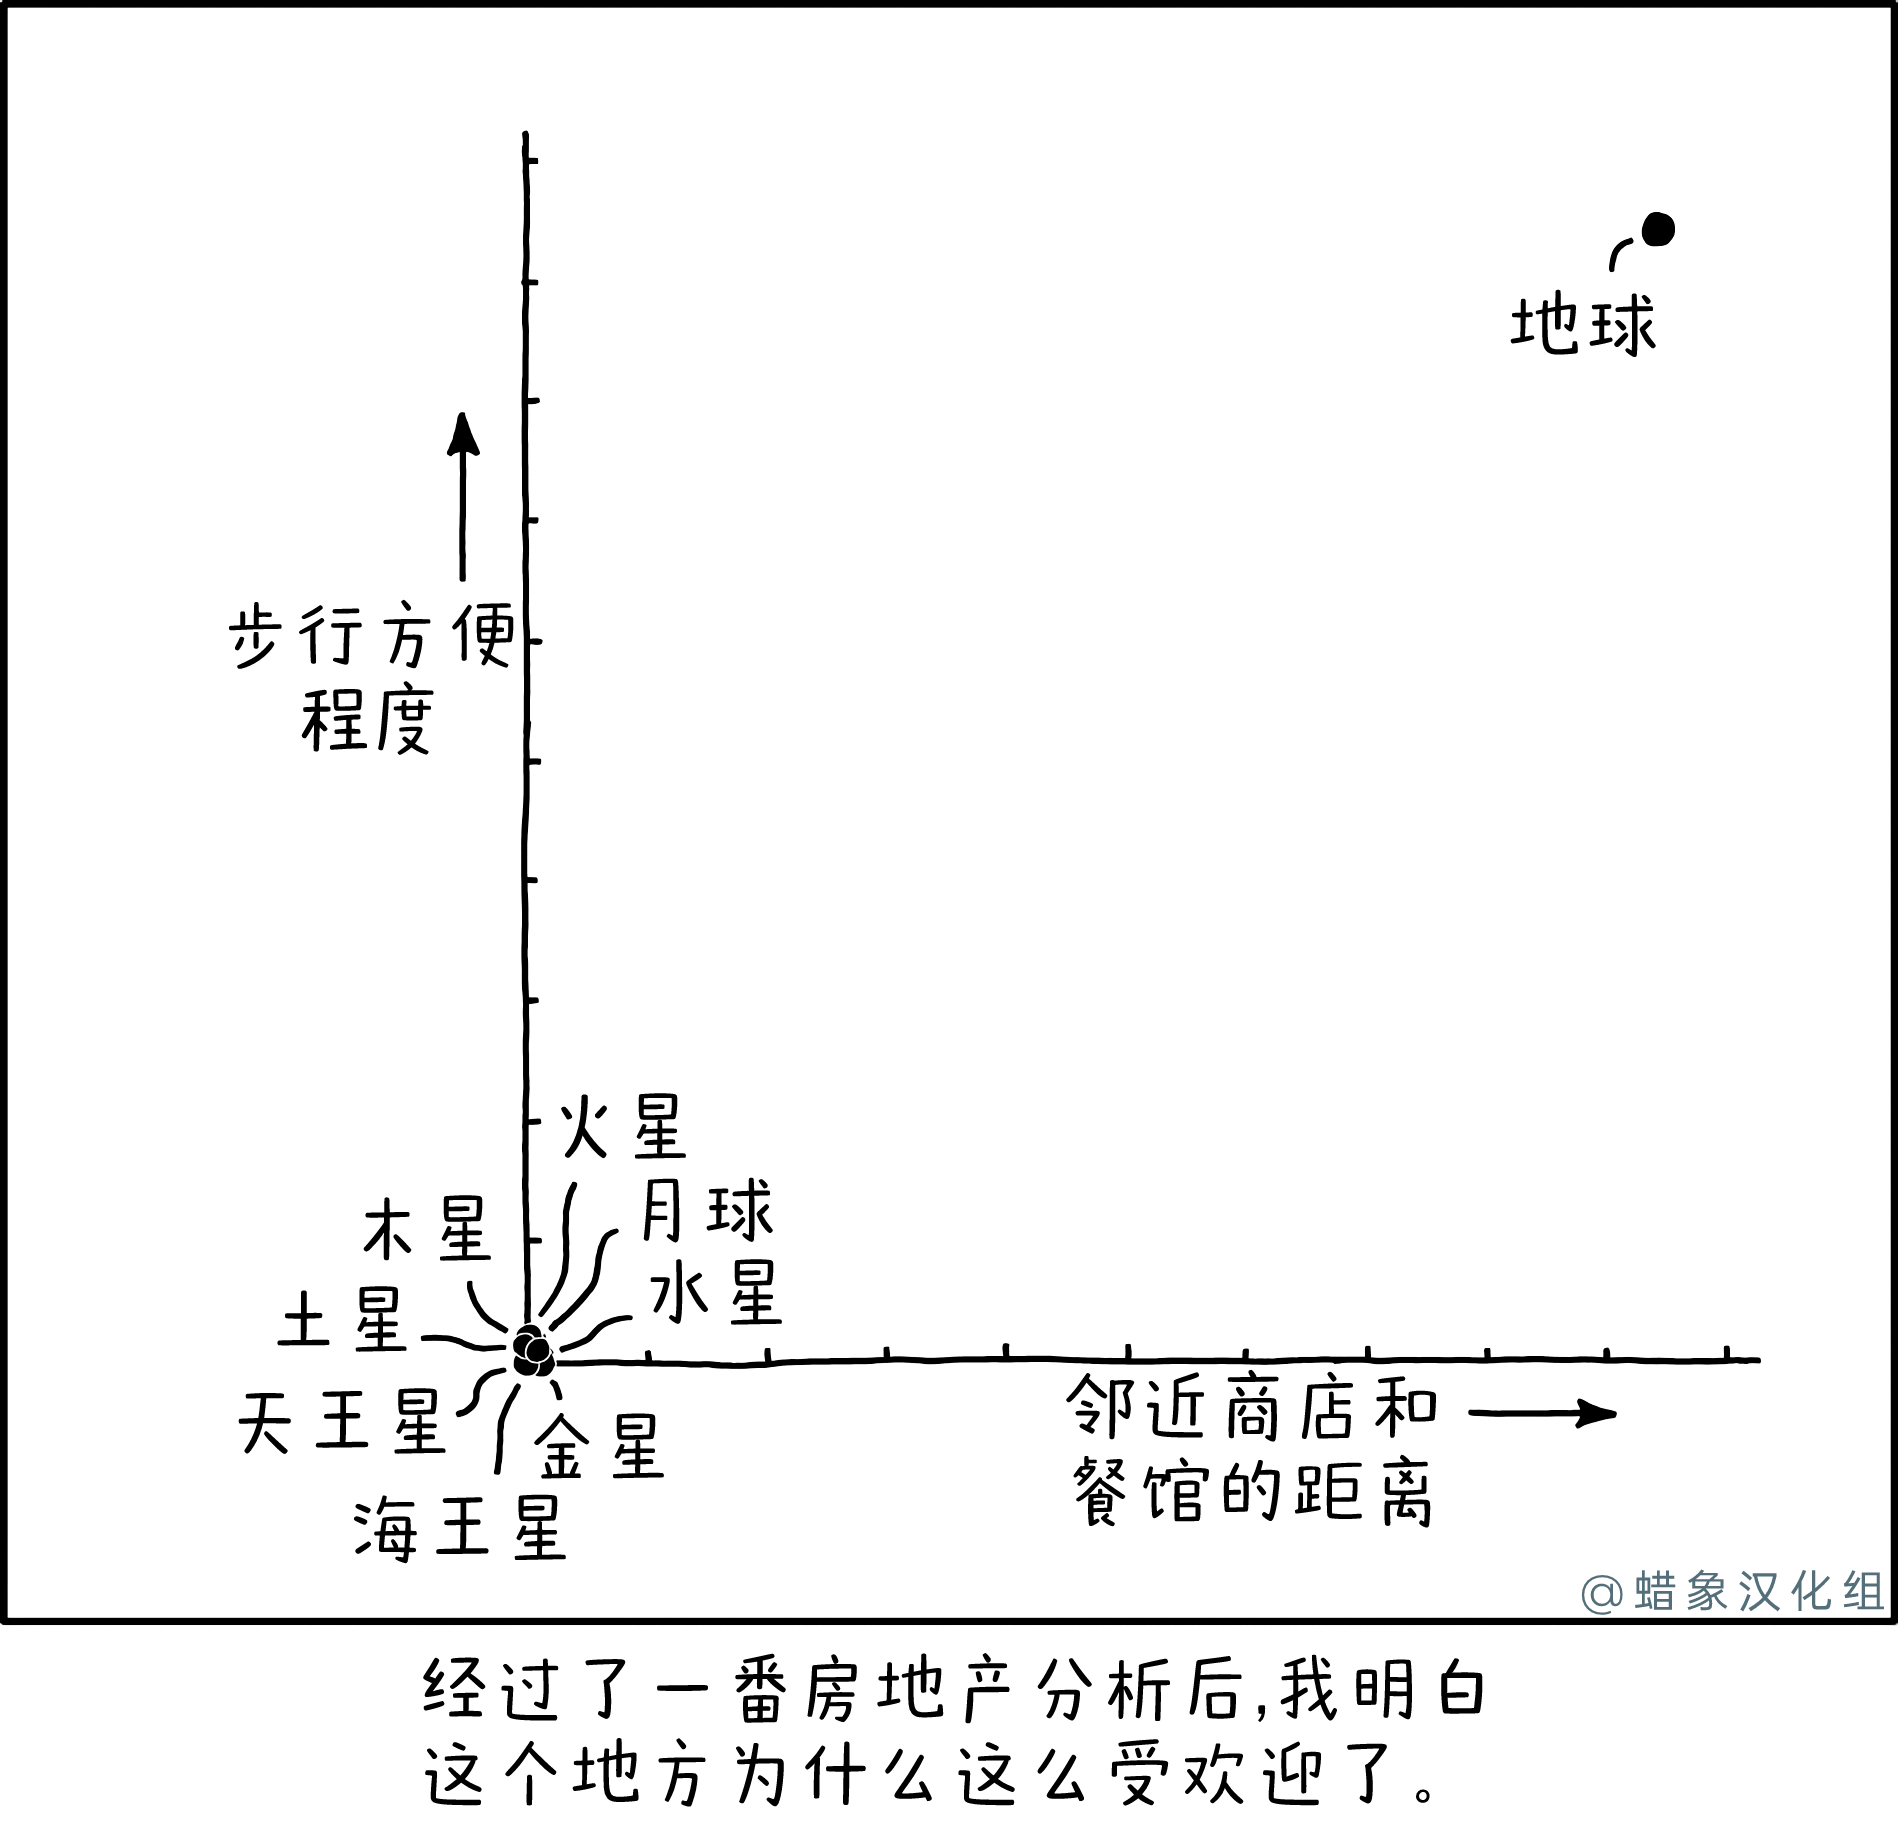 地球
步行方便
程度
火星
月球
木星
水星
土星
天王星
金星
海王星
邻近商店和
餐馆的距离
@蜡象汉化组
经过了一番房地产分析后,我明白
这个地方为什么这么受欢迎了。